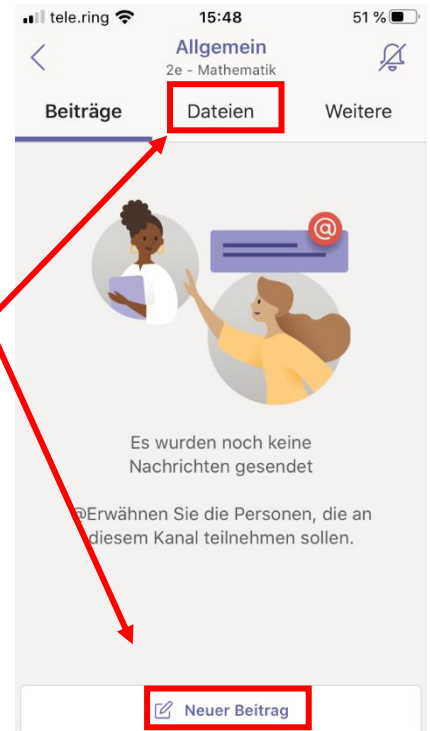 tele.ring 15:48 51 %
Allgemein
2e - Mathematik
Beiträge Dateien Weitere
@
Es wurden noch keine
Nachrichten gesendet
@Erwähnen Sie die Personen, die an
diesem Kanal teilnehmen sollen.
Neuer Beitrag